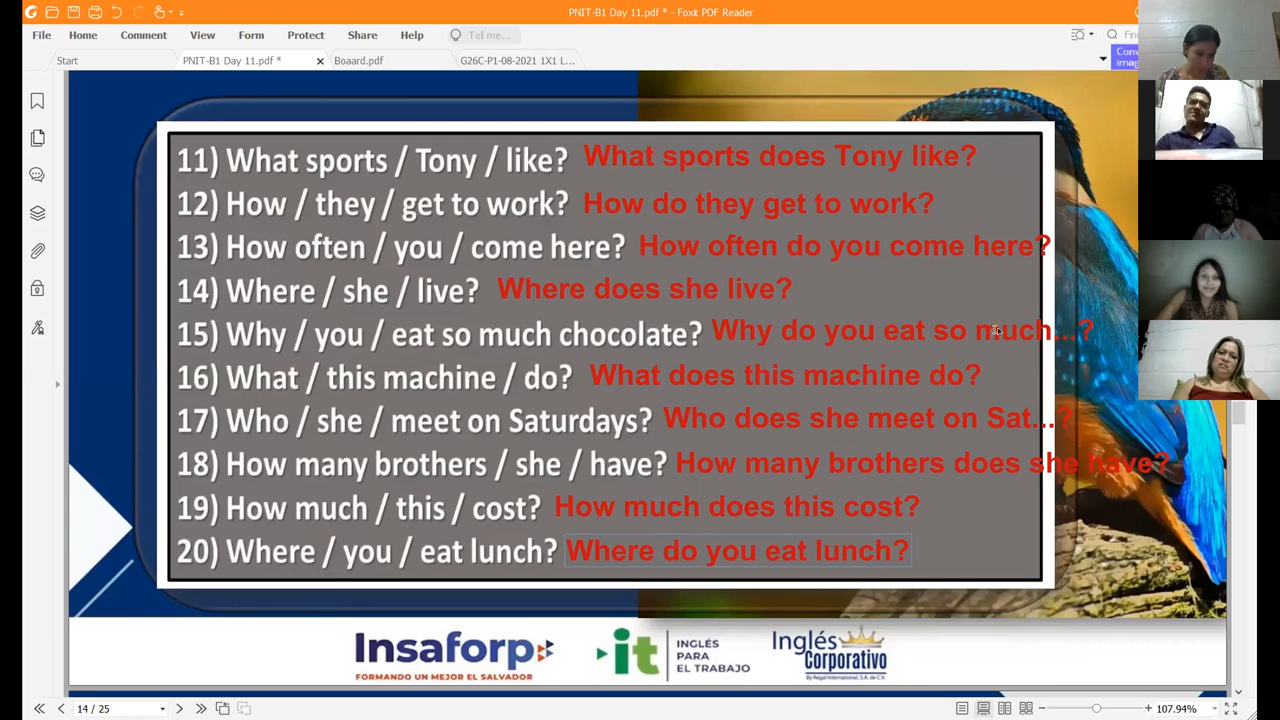 PNIT-B1 Day 11.pdf * - Foxit PDF Reader
File Home Comment View Form Protect Share Help Tell me...
Start PNIT-B1 Day 11.pdf * Boaard.pdf G26C-P1-08-2021 1X1 L...
11) What sports / Tony / like? What sports does Tony like?
12) How / they / get to work? How do they get to work?
13) How often / you / come here? How often do you come here?
14) Where / she / live? Where does she live?
15) Why / you / eat so much chocolate? Why do you eat so much...?
16) What / this machine / do? What does this machine do?
17) Who / she / meet on Saturdays? Who does she meet on Sat...?
18) How many brothers / she / have? How many brothers does she have?
19) How much / this / cost? How much does this cost?
20) Where / you / eat lunch? Where do you eat lunch?
Insaforp
FORMANDO UN MEJOR EL SALVADOR
it
INGLÉS
PARA
EL TRABAJO
Inglés
Corporativo
By Regal International, S.A. de C.V.
14 / 25 107.94%